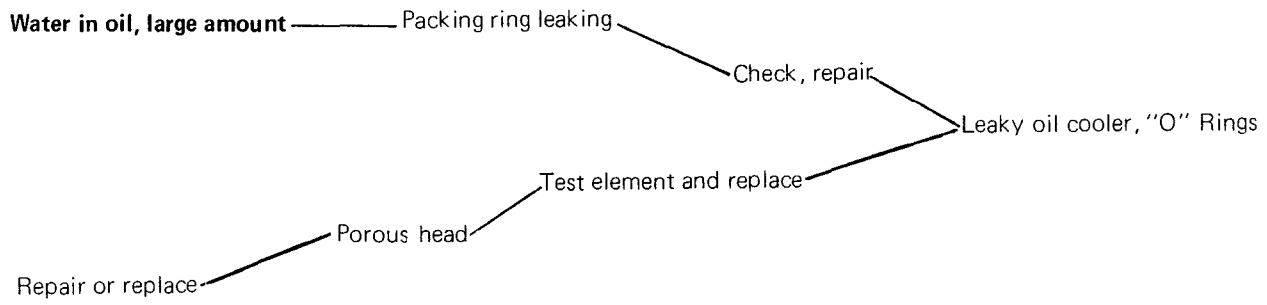 Water in oil, large amount
Packing ring leaking
Check, repair
Leaky oil cooler, "O" Rings
Test element and replace
Porous head
Repair or replace